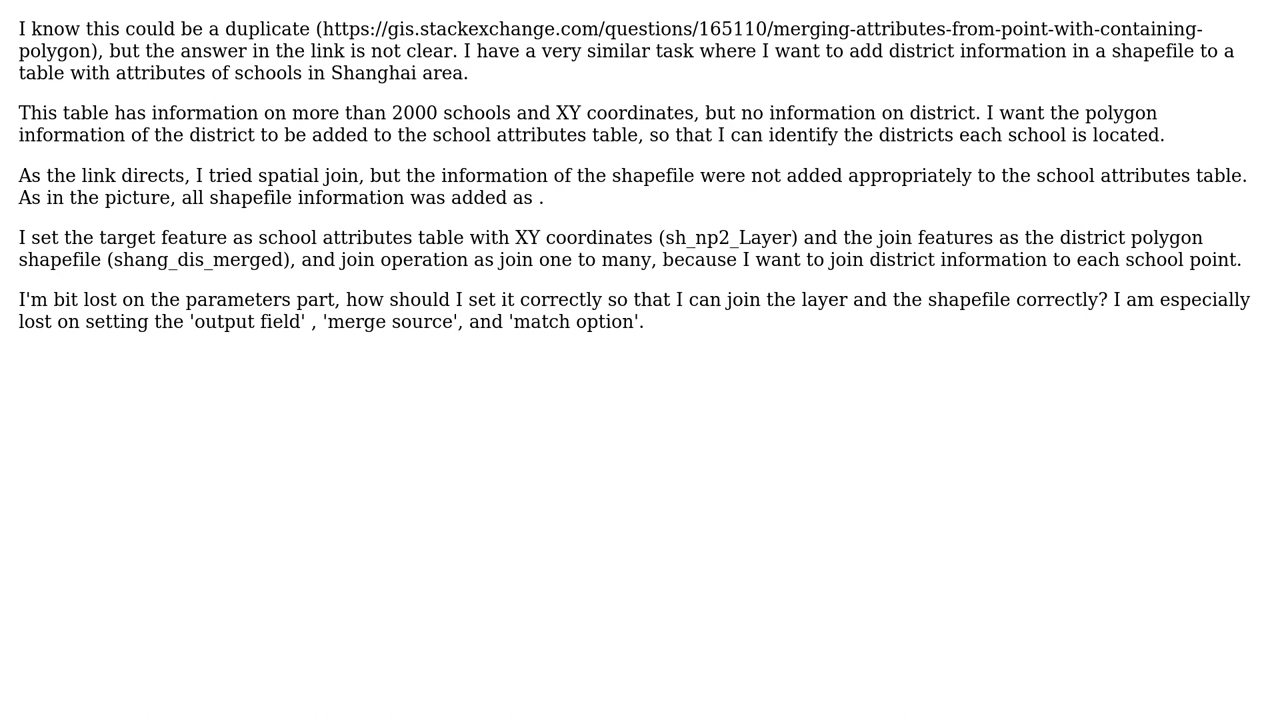 I know this could be a duplicate (https://gis.stackexchange.com/questions/165110/merging-attributes-from-point-with-containing-
polygon), but the answer in the link is not clear. I have a very similar task where I want to add district information in a shapefile to a
table with attributes of schools in Shanghai area.
This table has information on more than 2000 schools and XY coordinates, but no information on district. I want the polygon
information of the district to be added to the school attributes table, so that I can identify the districts each school is located.
As the link directs, I tried spatial join, but the information of the shapefile were not added appropriately to the school attributes table.
As in the picture, all shapefile information was added as .
I set the target feature as school attributes table with XY coordinates (sh_np2_Layer) and the join features as the district polygon
shapefile (shang_dis_merged), and join operation as join one to many, because I want to join district information to each school point.
I'm bit lost on the parameters part, how should I set it correctly so that I can join the layer and the shapefile correctly? I am especially
lost on setting the 'output field' , 'merge source', and 'match option'.